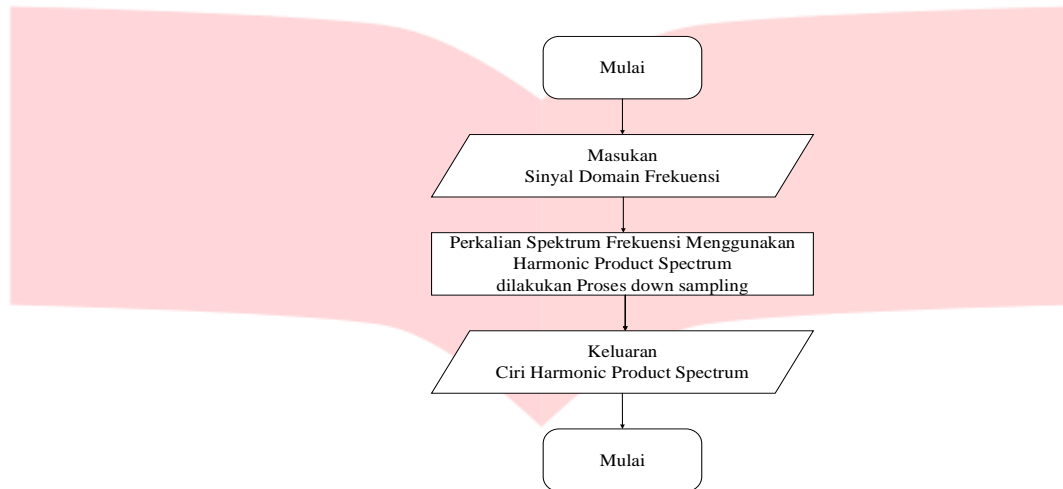 Mulai
Masukan
Sinyal Domain Frekuensi
Perkalian Spektrum Frekuensi Menggunakan
Harmonic Product Spectrum
dilakukan Proses down sampling
Keluaran
Ciri Harmonic Product Spectrum
Mulai